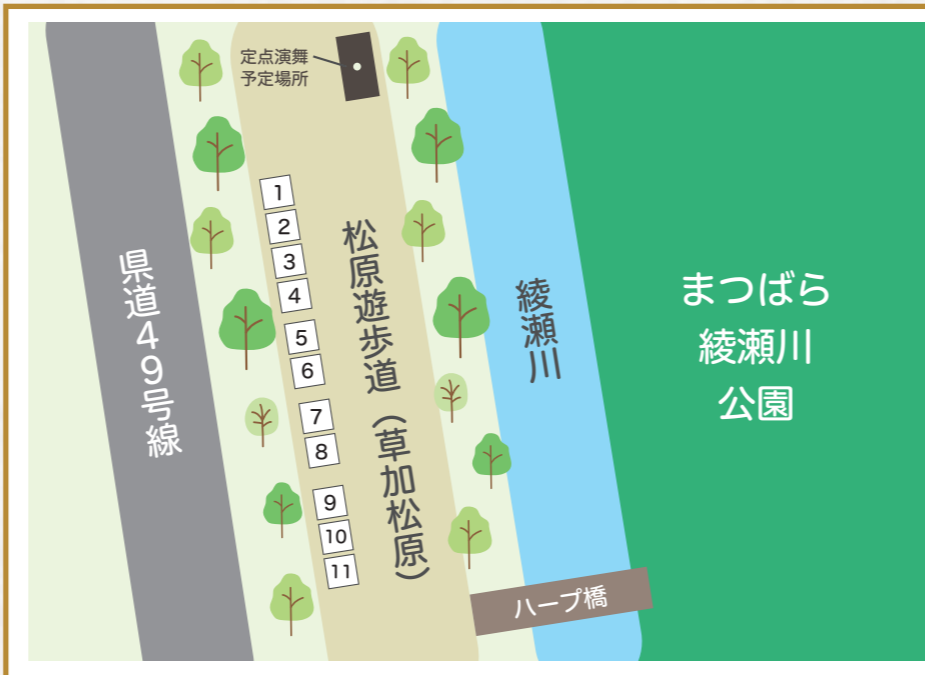 定点演舞
予定場所
県道49号線
1
2
3
4
5
6
7
8
9
10
11
松原遊歩道（草加松原）
綾瀬川
まつばら
綾瀬川
公園
ハープ橋